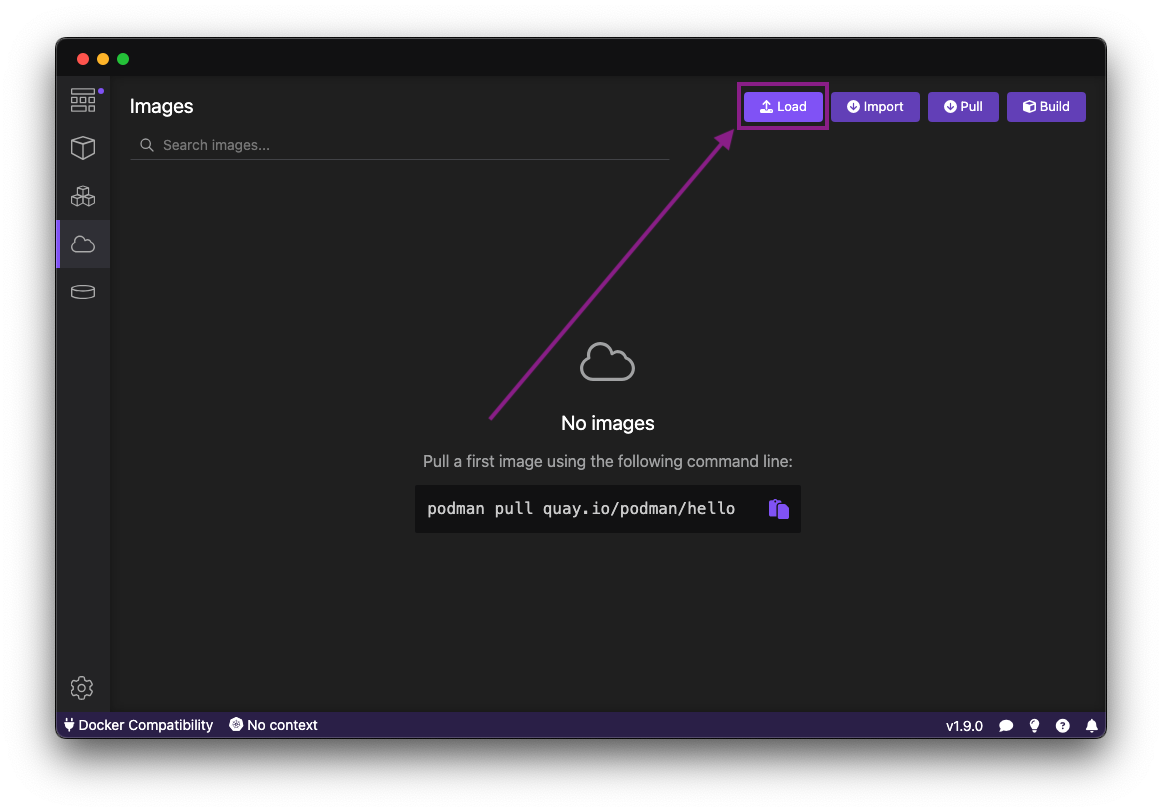 Images
Load
Import
Pull
Build
Search images...
No images
Pull a first image using the following command line:
podman pull quay.io/podman/hello
Docker Compatibility
No context
v1.9.0
?